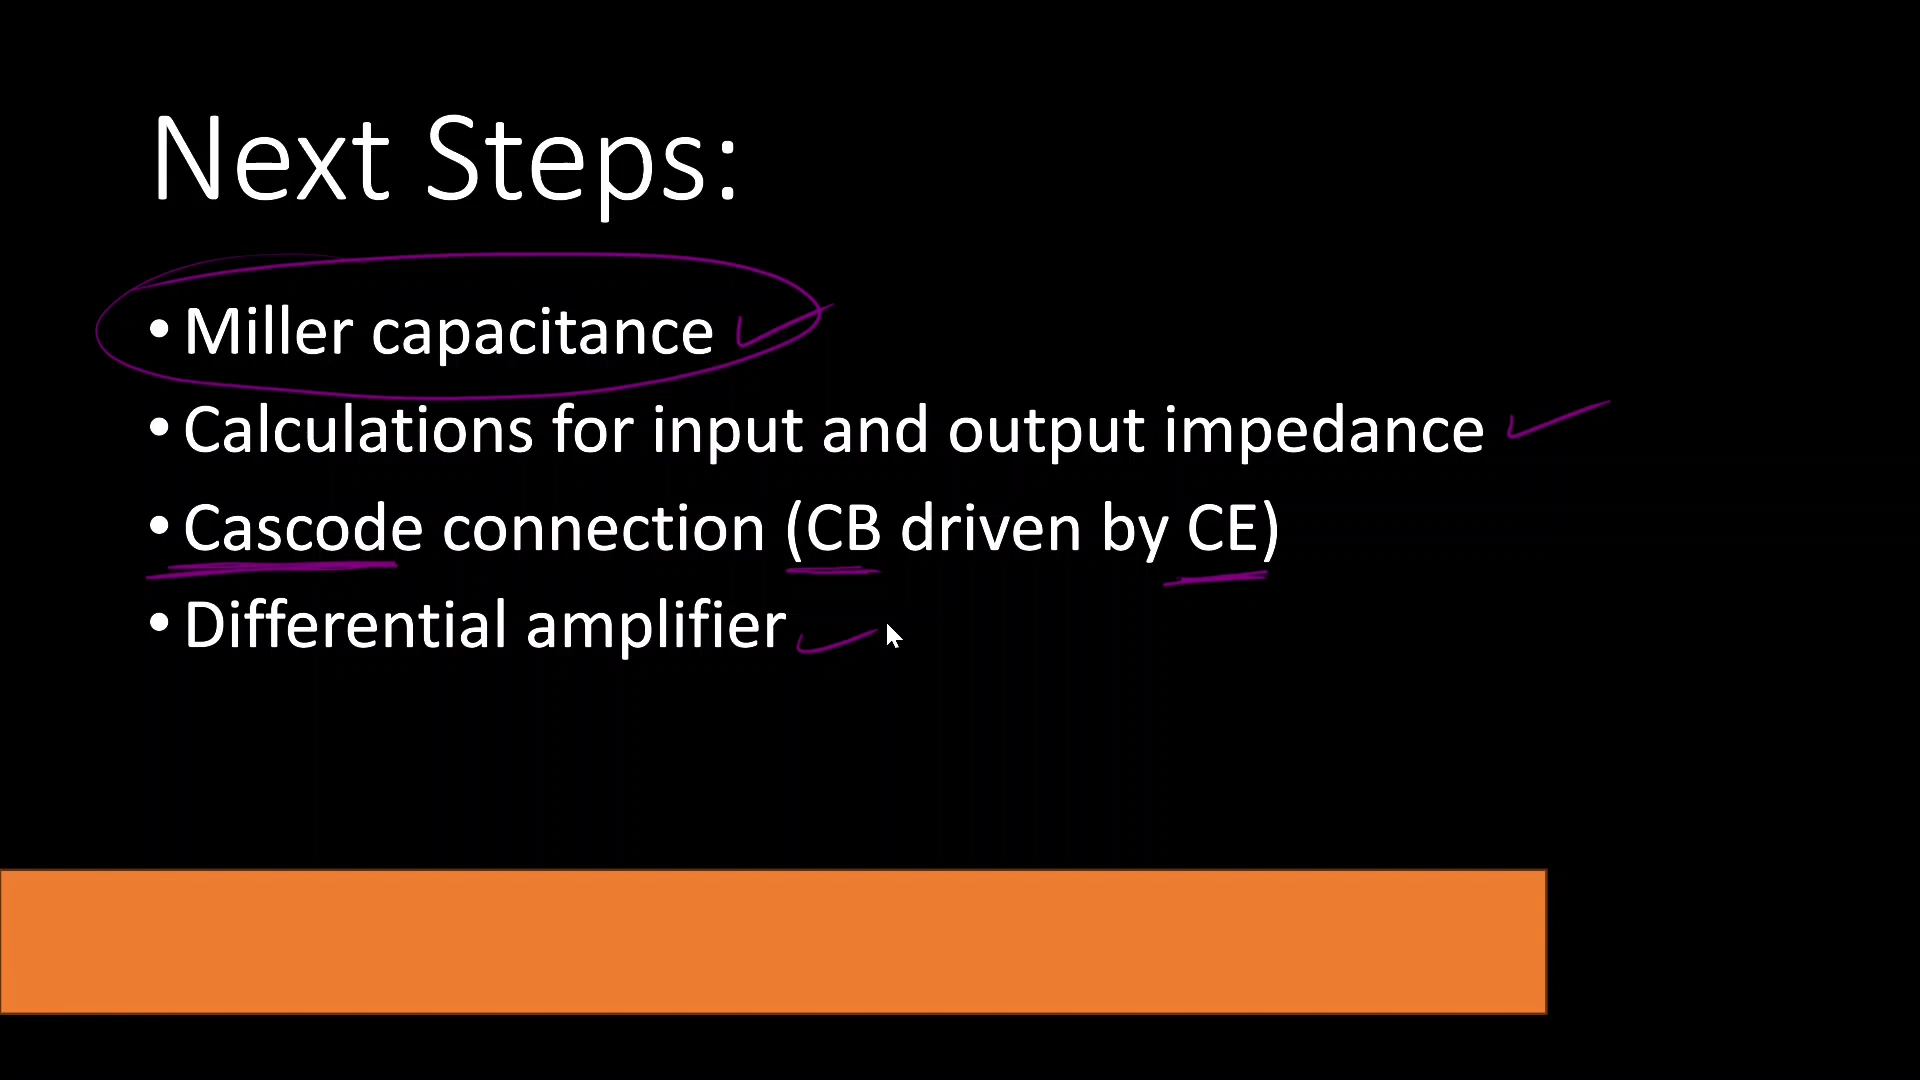 Next Steps:
• Miller capacitance
• Calculations for input and output impedance
• Cascode connection (CB driven by CE)
• Differential amplifier